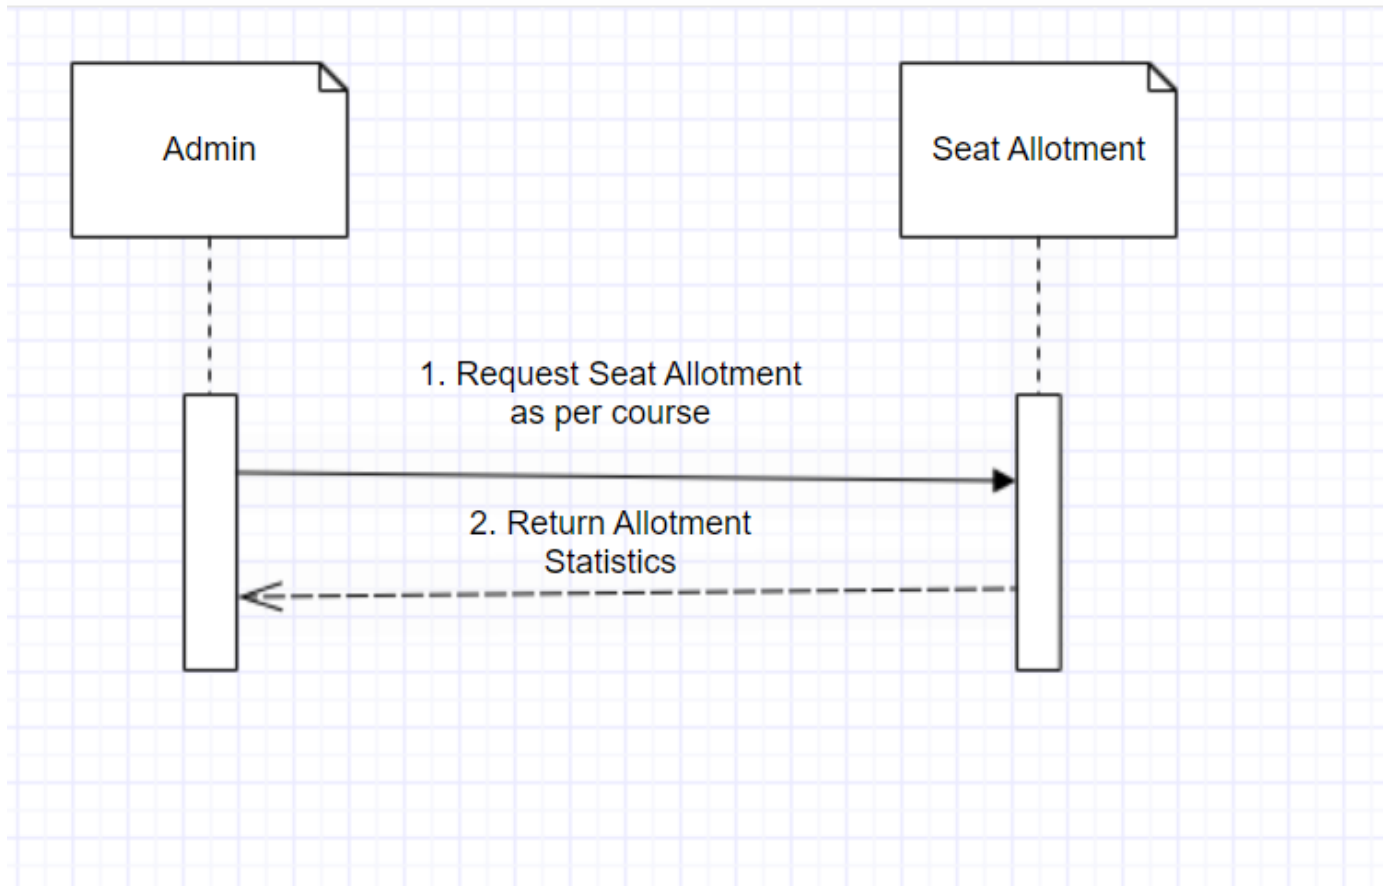 Admin
Seat Allotment
1. Request Seat Allotment
as per course
2. Return Allotment
Statistics